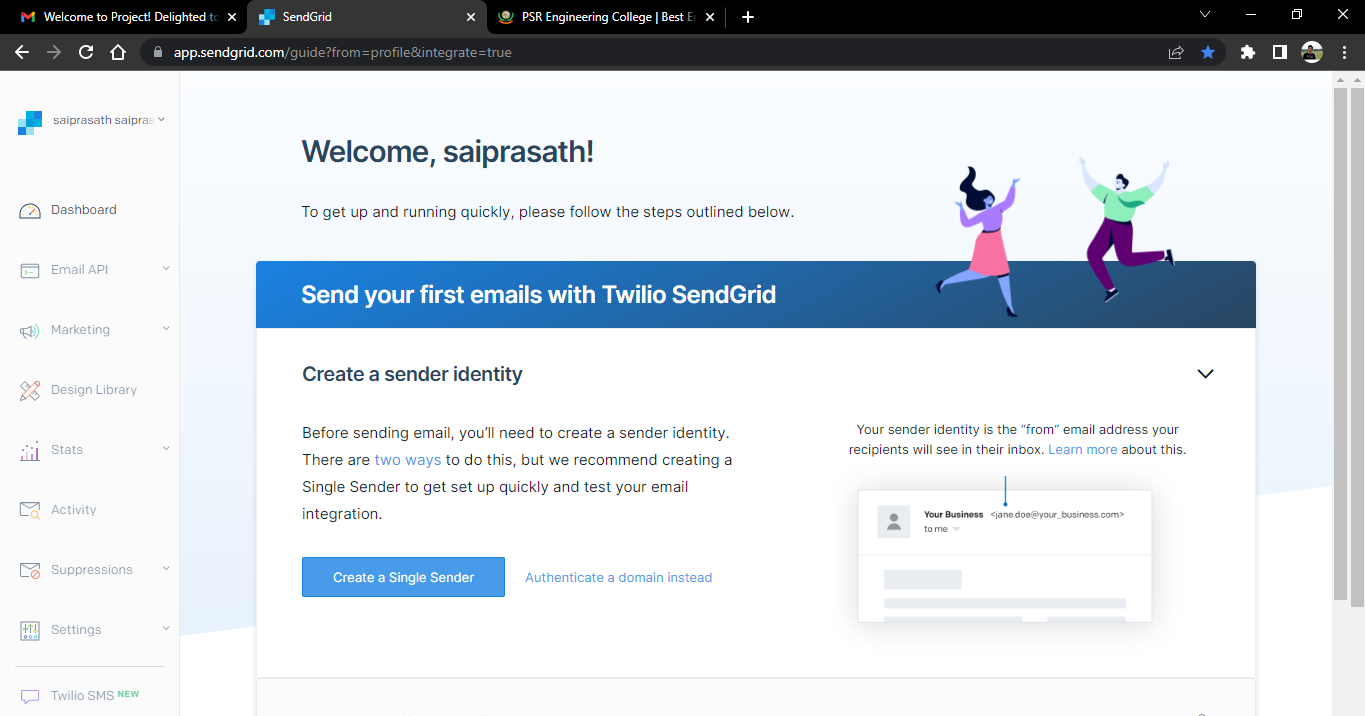 Welcome to Project! Delighted to
SendGrid
PSR Engineering College | Best E
app.sendgrid.com/guide?from=profile&integrate=true
saiprasath saipras
Dashboard
Email API
Marketing
Design Library
Stats
Activity
Suppressions
Settings
Twilio SMS NEW
Welcome, saiprasath!
To get up and running quickly, please follow the steps outlined below.
Send your first emails with Twilio SendGrid
Create a sender identity
Before sending email, you'll need to create a sender identity.
There are two ways to do this, but we recommend creating a
Single Sender to get set up quickly and test your email
integration.
Create a Single Sender
Authenticate a domain instead
Your sender identity is the “from” email address your
recipients will see in their inbox. Learn more about this.
Your Business <jane.doe@your_business.com>
to me